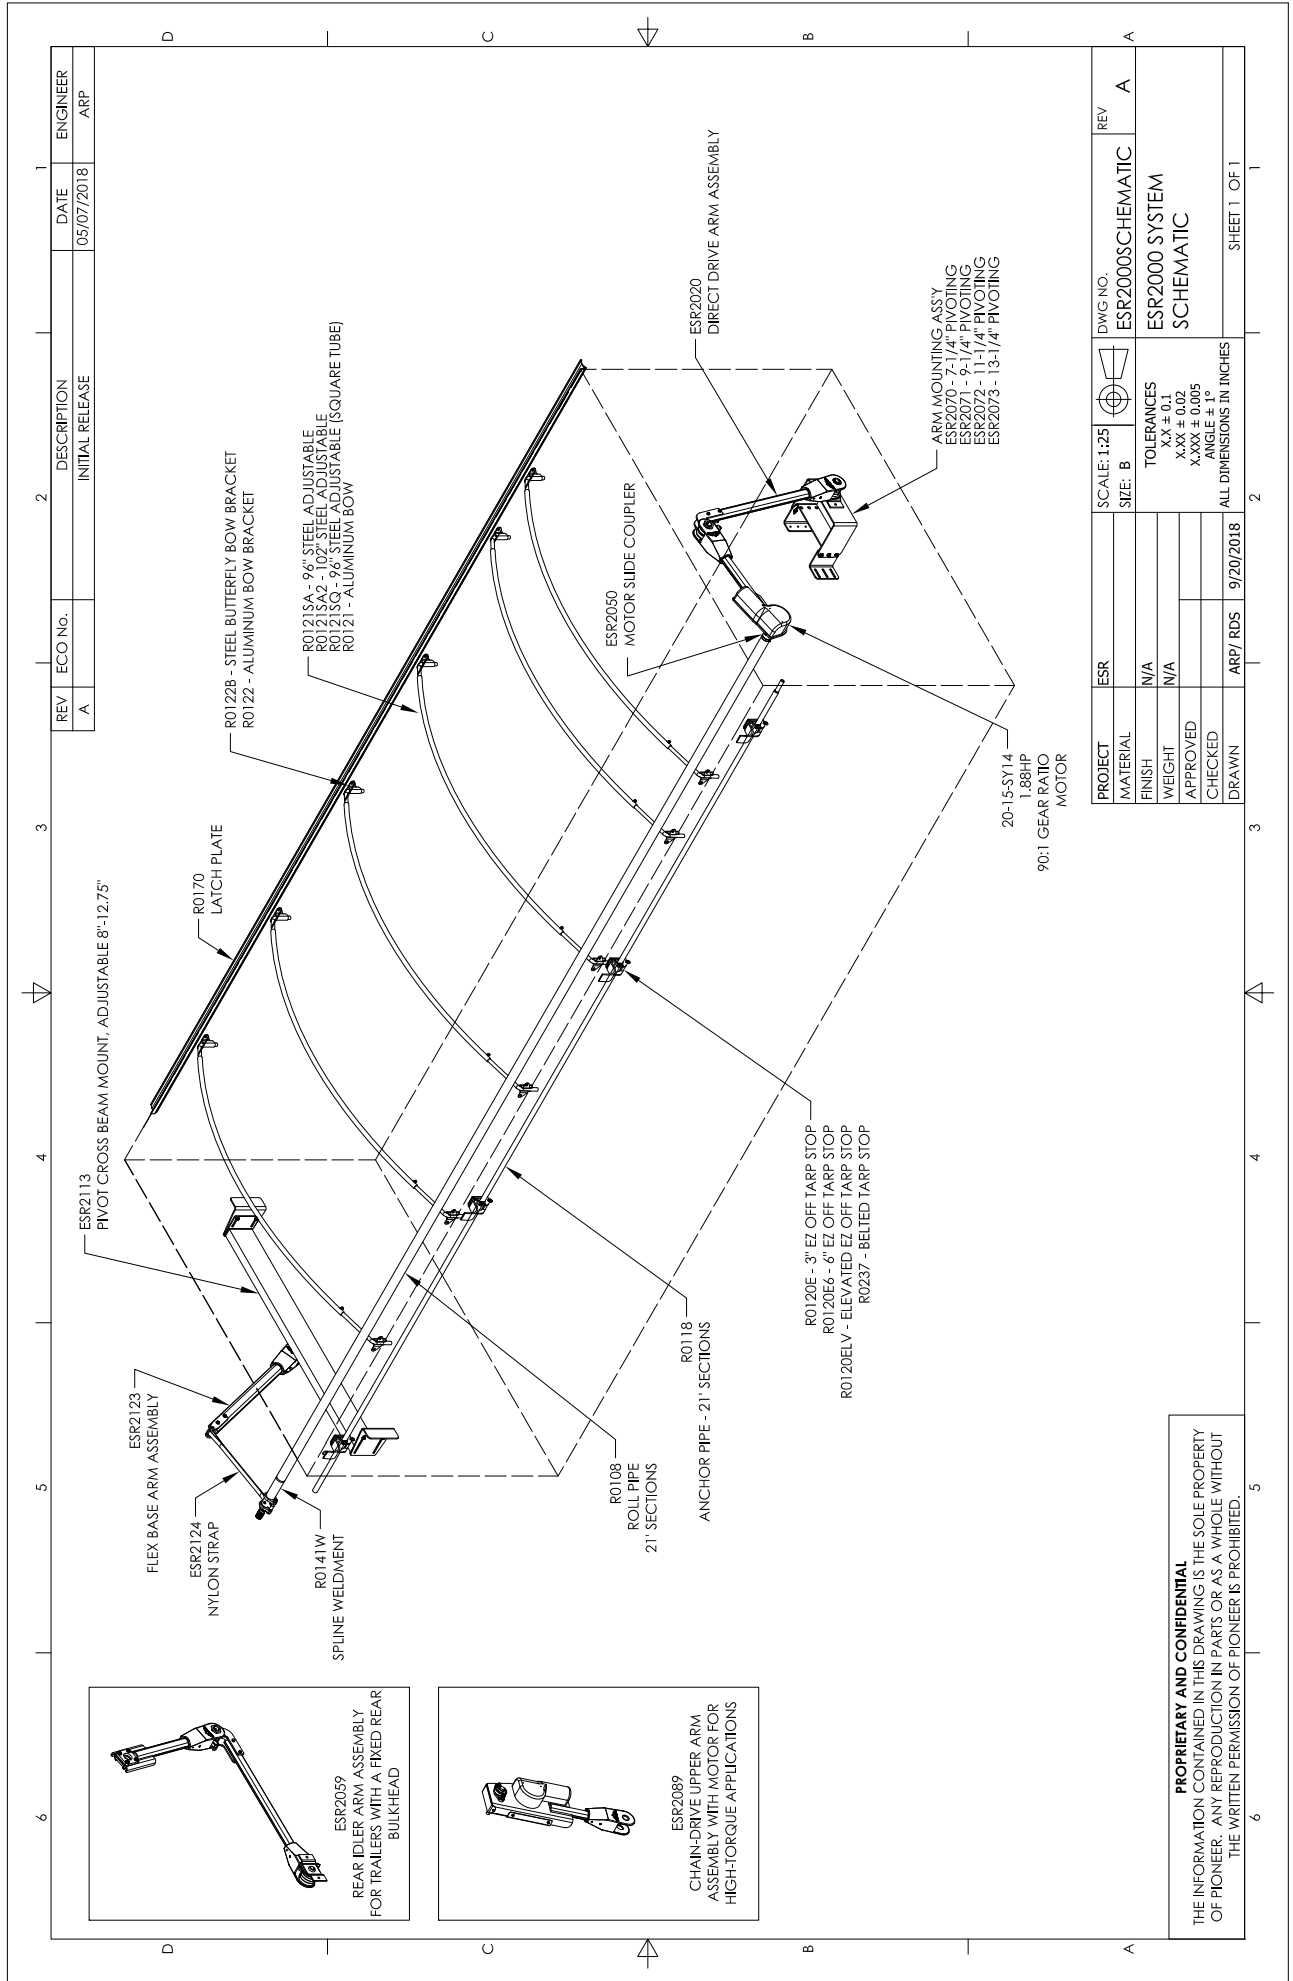 6
5
4
3
2
1
D
C
B
A
REV
ECO No.
DESCRIPTION
DATE
ENGINEER
A
INITIAL RELEASE
05/07/2018
ARP
ESR2059
REAR IDLER ARM ASSEMBLY
FOR TRAILERS WITH A FIXED REAR
BULKHEAD
ESR2089
CHAIN-DRIVE UPPER ARM
ASSEMBLY WITH MOTOR FOR
HIGH-TORQUE APPLICATIONS
ESR2123
FLEX BASE ARM ASSEMBLY
ESR2124
NYLON STRAP
R0141W
SPLINE WELDMENT
ESR2113
PIVOT CROSS BEAM MOUNT, ADJUSTABLE 8"-12.75"
R0170
LATCH PLATE
R0122B - STEEL BUTTERFLY BOW BRACKET
R0122 - ALUMINUM BOW BRACKET
R0121SA - 96" STEEL ADJUSTABLE
R0121SA2 - 102" STEEL ADJUSTABLE
R0121SQ - 96" STEEL ADJUSTABLE (SQUARE TUBE)
R0121 - ALUMINUM BOW
ESR2050
MOTOR SLIDE COUPLER
ESR2020
DIRECT DRIVE ARM ASSEMBLY
ARM MOUNTING ASS'Y
ESR2070 - 7-1/4" PIVOTING
ESR2071 - 9-1/4" PIVOTING
ESR2072 - 11-1/4" PIVOTING
ESR2073 - 13-1/4" PIVOTING
20-15-SY14
1.88HP
90:1 GEAR RATIO
MOTOR
R0120E - 3" EZ OFF TARP STOP
R0120E6 - 6" EZ OFF TARP STOP
R0120ELV - ELEVATED EZ OFF TARP STOP
R0237 - BELTED TARP STOP
R0118
ANCHOR PIPE - 21' SECTIONS
R0108
ROLL PIPE
21' SECTIONS
PROPRIETARY AND CONFIDENTIAL
THE INFORMATION CONTAINED IN THIS DRAWING IS THE SOLE PROPERTY
OF PIONEER. ANY REPRODUCTION IN PARTS OR AS A WHOLE WITHOUT
THE WRITTEN PERMISSION OF PIONEER IS PROHIBITED.
PROJECT
ESR
MATERIAL
FINISH
N/A
WEIGHT
N/A
APPROVED
CHECKED
DRAWN
ARP/ RDS
9/20/2018
SCALE: 1:25
SIZE: B
TOLERANCES
X.X ± 0.1
X.XX ± 0.02
X.XXX ± 0.005
ANGLE ± 1°
ALL DIMENSIONS IN INCHES
DWG NO.
ESR2000SCHEMATIC
REV
A
ESR2000 SYSTEM
SCHEMATIC
SHEET 1 OF 1
D
C
B
A
6
5
4
3
2
1